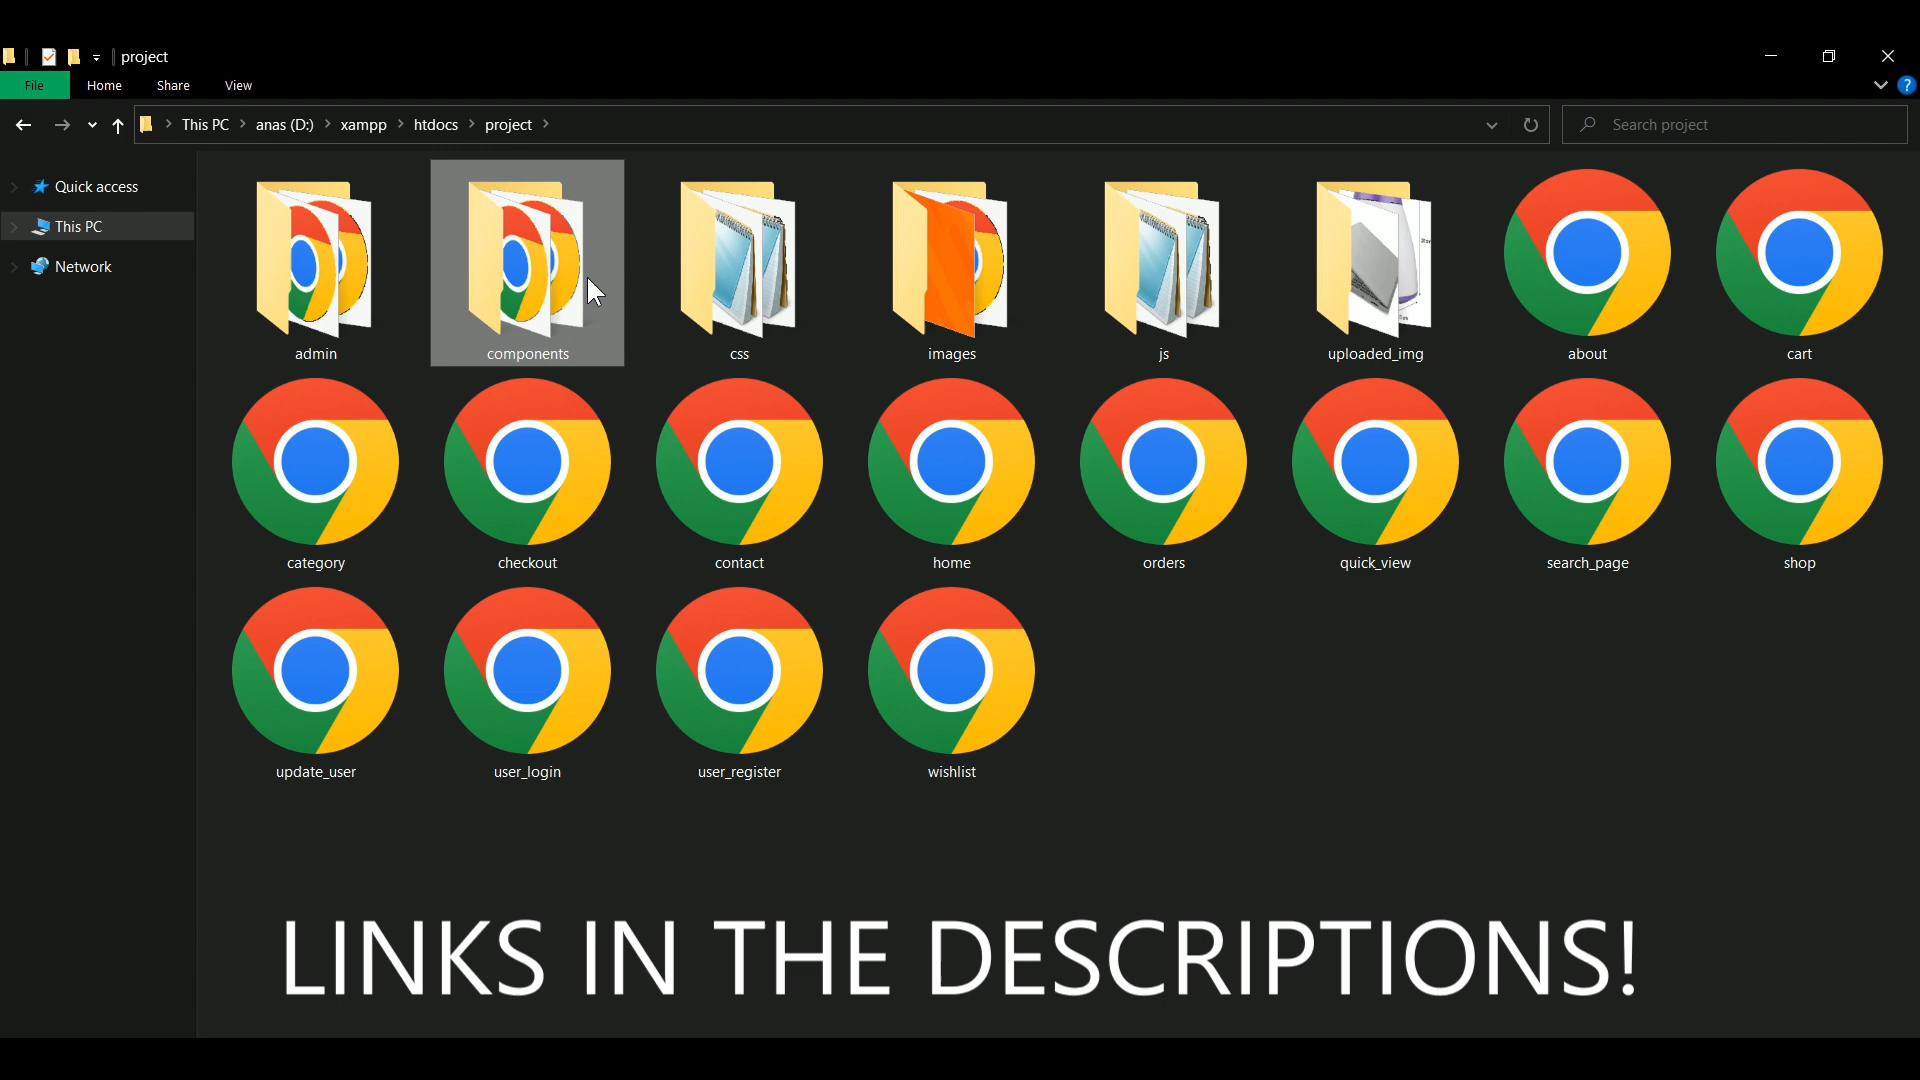 project
File Home Share View
?
This PC anas (D:) xampp htdocs project
Search project
Quick access
This PC
Network
admin components css images js uploaded_img about cart
category checkout contact home orders quick_view search_page shop
update_user user_login user_register wishlist
LINKS IN THE DESCRIPTIONS!